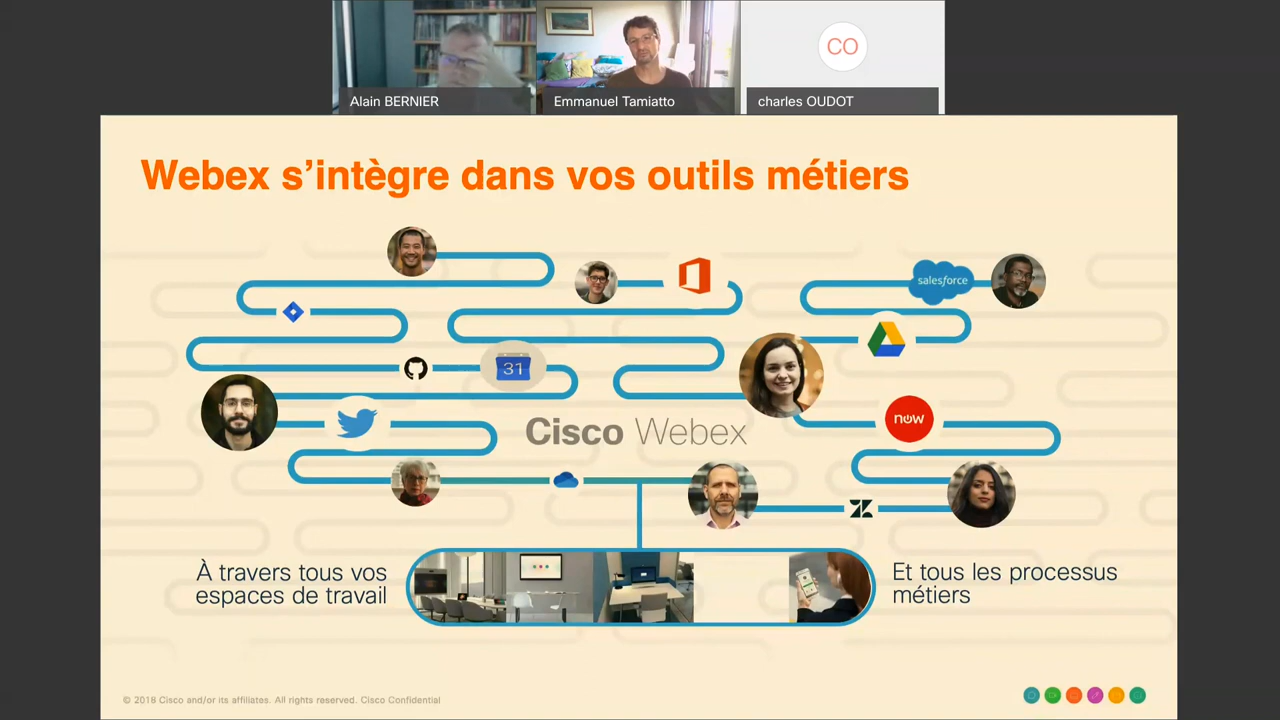 CO
Alain BERNIER
Emmanuel Tamiatto
charles OUDOT
Webex s’intègre dans vos outils métiers
salesforce
31
now
Cisco Webex
À travers tous vos
espaces de travail
Et tous les processus
métiers
© 2018 Cisco and/or its affiliates. All rights reserved. Cisco Confidential